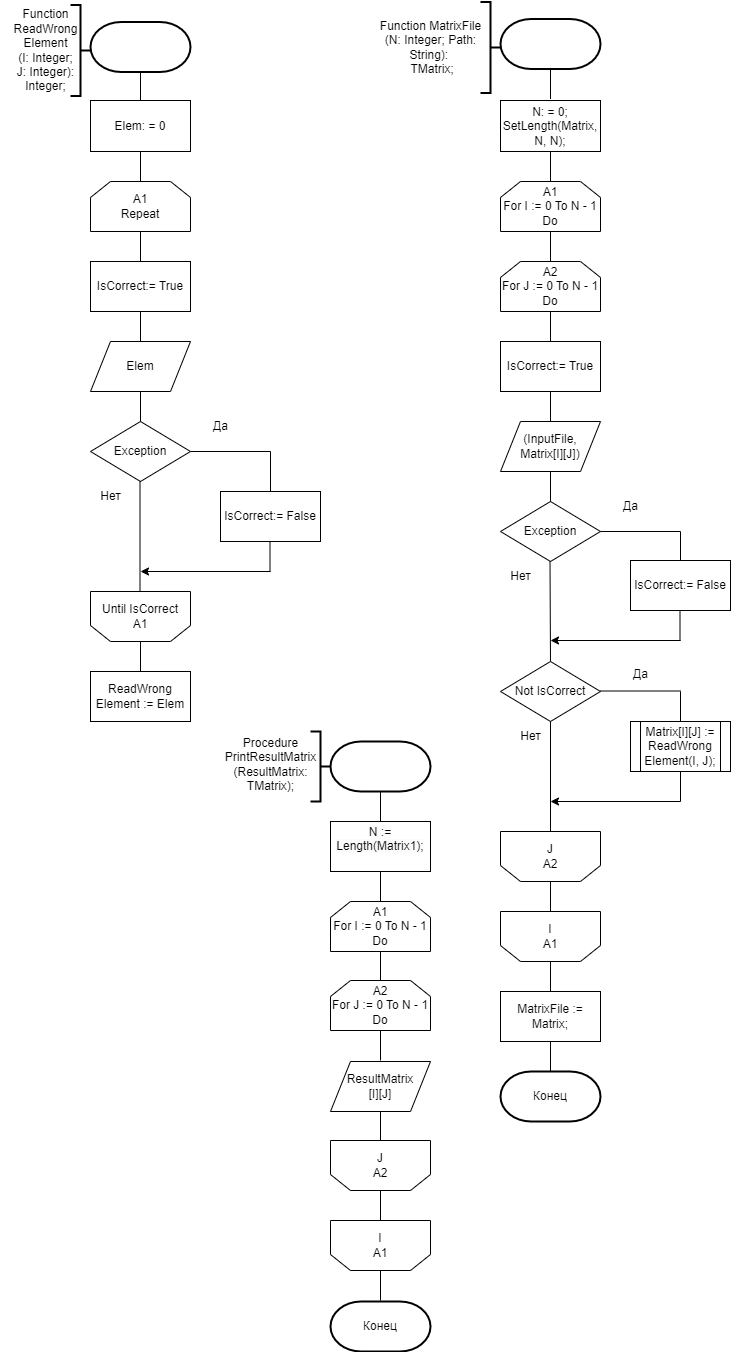 Function
ReadWrong
Element
(I: Integer;
J: Integer):
Integer;
Elem: = 0
A1
Repeat
IsCorrect:= True
Elem
Exception
Да
Нет
IsCorrect:= False
Until IsCorrect
A1
ReadWrong
Element := Elem
Function MatrixFile
(N: Integer; Path:
String):
TMatrix;
N: = 0;
SetLength(Matrix,
N, N);
A1
For I := 0 To N - 1
Do
A2
For J := 0 To N - 1
Do
IsCorrect:= True
(InputFile,
Matrix[I][J])
Exception
Да
Нет
IsCorrect:= False
Not IsCorrect
Да
Нет
Matrix[I][J] :=
ReadWrong
Element(I, J);
J
A2
I
A1
MatrixFile :=
Matrix;
Конец
Procedure
PrintResultMatrix
(ResultMatrix:
TMatrix);
N :=
Length(Matrix1);
A1
For I := 0 To N - 1
Do
A2
For J := 0 To N - 1
Do
ResultMatrix
[I][J]
J
A2
I
A1
Конец